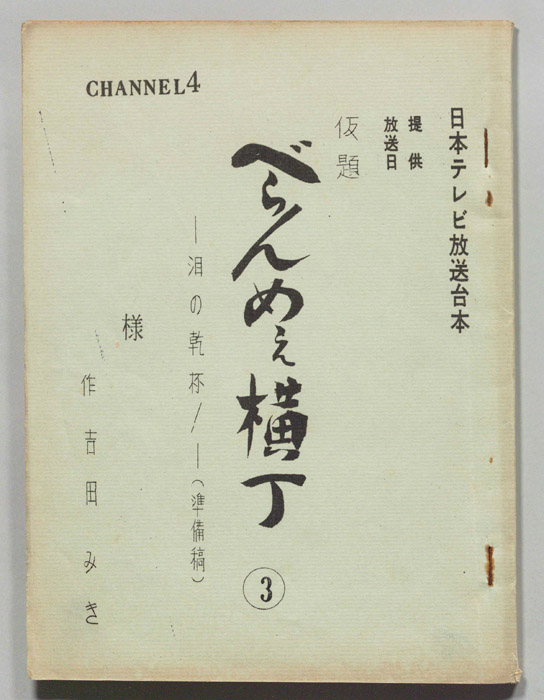 CHANNEL4
日本テレビ放送台本
提供
放送日
仮題
べらんめぇ横丁
③
―泪の乾杯!―(準備稿)
様
作 吉田みき